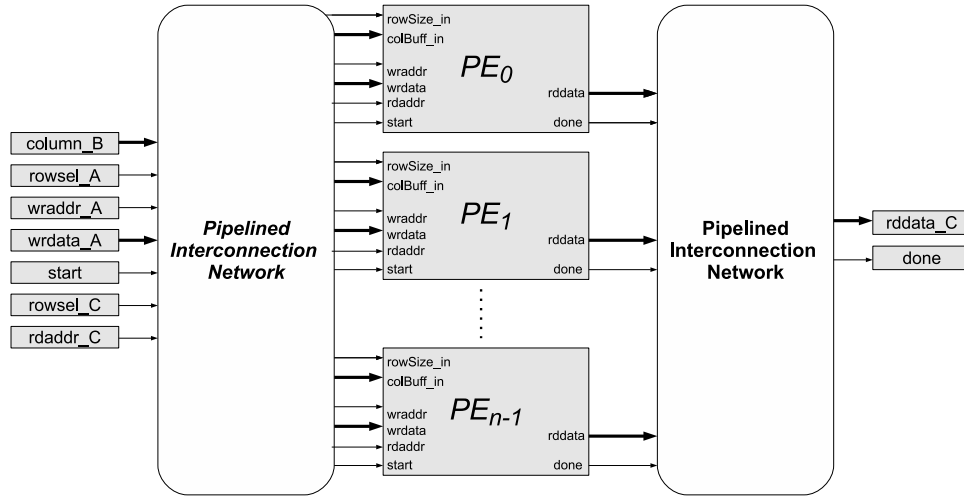 column_B
rowsel_A
wraddr_A
wrdata_A
start
rowsel_C
rdaddr_C
Pipelined
Interconnection
Network
rowSize_in
colBuff_in
wraddr
wrdata
rdaddr
start
PE0
rddata
done
rowSize_in
colBuff_in
wraddr
wrdata
rdaddr
start
PE1
rddata
done
rowSize_in
colBuff_in
wraddr
wrdata
rdaddr
start
PEn-1
rddata
done
Pipelined
Interconnection
Network
rddata_C
done